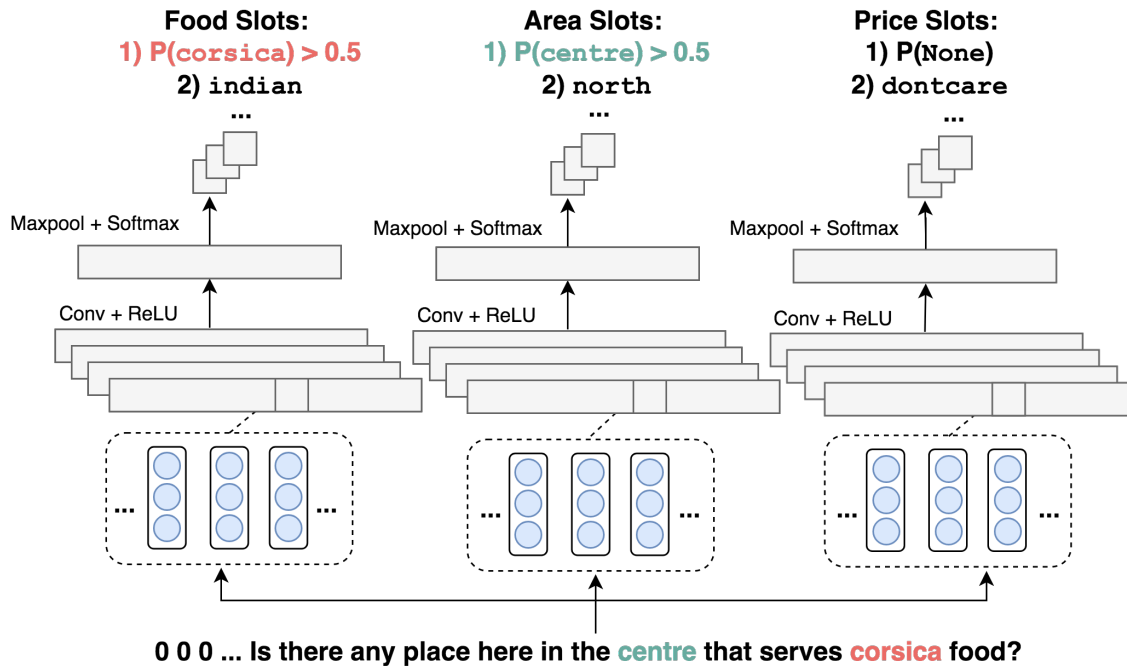 Food Slots:
1) P(corsica) > 0.5
2) indian
...
Maxpool + Softmax
Conv + ReLU
... ...
Area Slots:
1) P(centre) > 0.5
2) north
...
Maxpool + Softmax
Conv + ReLU
... ...
Price Slots:
1) P(None)
2) dontcare
...
Maxpool + Softmax
Conv + ReLU
... ...
0 0 0 ... Is there any place here in the centre that serves corsica food?